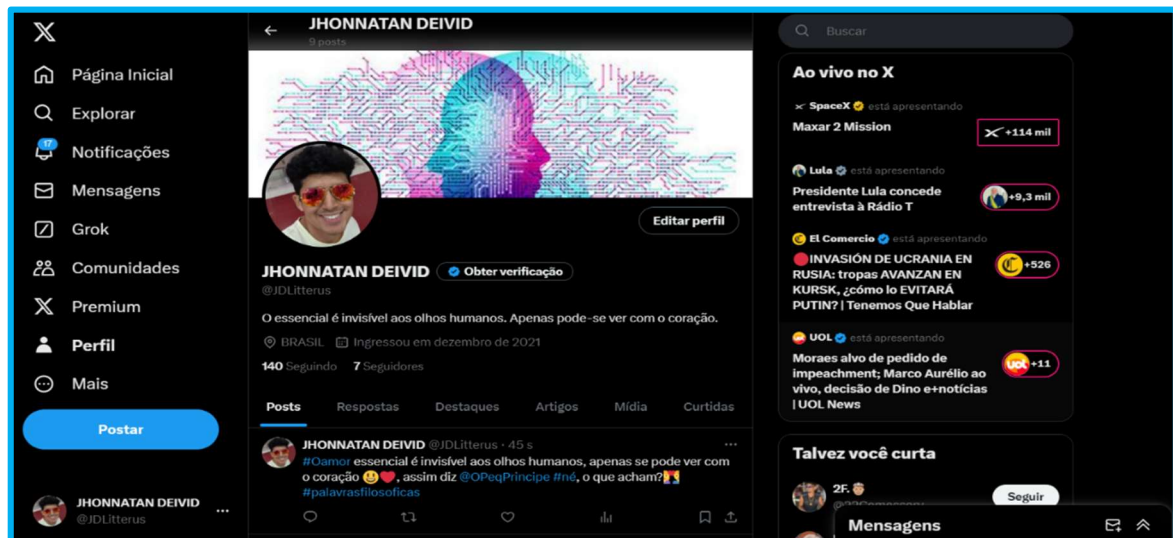 JHONNATAN DEIVID
9 posts
Página Inicial
Explorar
17
Notificações
Mensagens
Grok
Comunidades
Premium
Perfil
Mais
Postar
JHONNATAN DEIVID
@JDLitterus
Editar perfil
JHONNATAN DEIVID Obter verificação
@JDLitterus
O essencial é invisível aos olhos humanos. Apenas pode-se ver com o coração.
BRASIL Ingressou em dezembro de 2021
140 Seguindo 7 Seguidores
Posts Respostas Destaques Artigos Mídia Curtidas
JHONNATAN DEIVID @JDLitterus · 45 s
#Oamor essencial é invisível aos olhos humanos, apenas se pode ver com
o coração 😃❤️, assim diz @OPeqPrincipe #né, o que acham?
#palavrasfilosoficas
Buscar
Ao vivo no X
SpaceX está apresentando
Maxar 2 Mission
+114 mil
Lula está apresentando
Presidente Lula concede
entrevista à Rádio T
+9,3 mil
El Comercio está apresentando
🔴INVASIÓN DE UCRANIA EN
RUSIA: tropas AVANZAN EN
KURSK, ¿cómo lo EVITARÁ
PUTIN? | Tenemos Que Hablar
+526
UOL está apresentando
Moraes alvo de pedido de
impeachment; Marco Aurélio ao
vivo, decisão de Dino e+notícias
| UOL News
UOL +11
Talvez você curta
2F.
Seguir
Mensagens